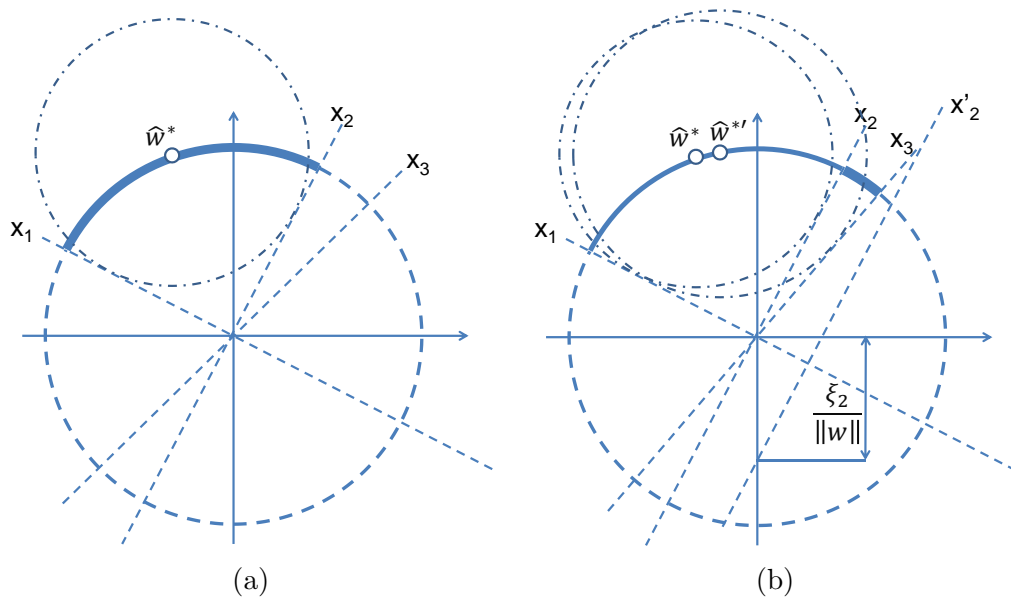 x₂
x₃
ŵ*
x₁
(a)
x'₂
x₂
x₃
ŵ* ŵ*′
x₁
ξ₂
‖w‖
(b)